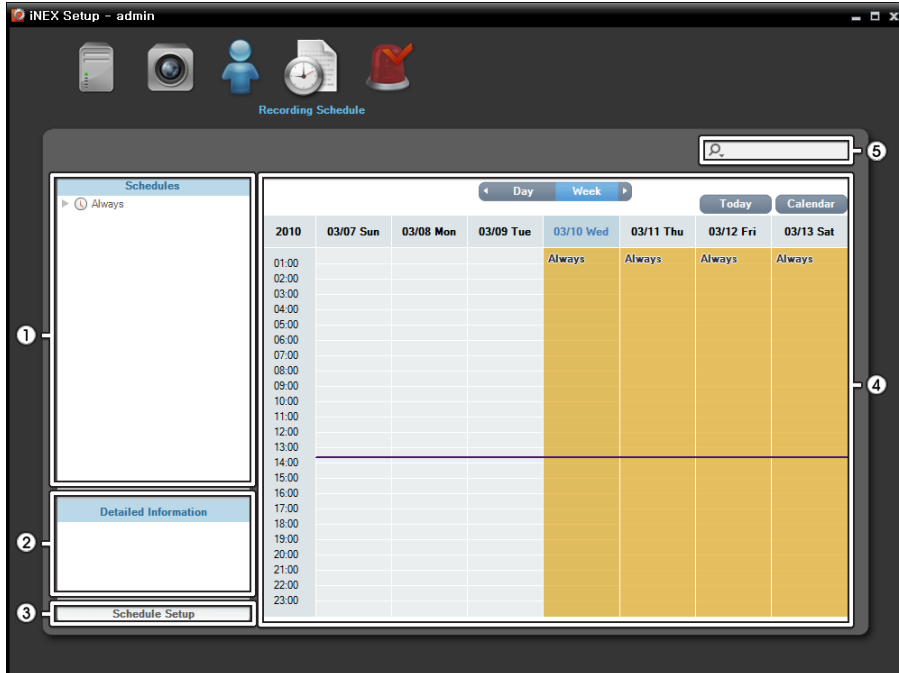 iNEX Setup - admin
Recording Schedule
⑤
Schedules
Always
①
Detailed Information
②
③
Schedule Setup
Day Week
Today Calendar
2010 03/07 Sun 03/08 Mon 03/09 Tue 03/10 Wed 03/11 Thu 03/12 Fri 03/13 Sat
Always Always Always Always
01:00
02:00
03:00
04:00
05:00
06:00
07:00
08:00
09:00
10:00
11:00
12:00
13:00
14:00
15:00
16:00
17:00
18:00
19:00
20:00
21:00
22:00
23:00
④